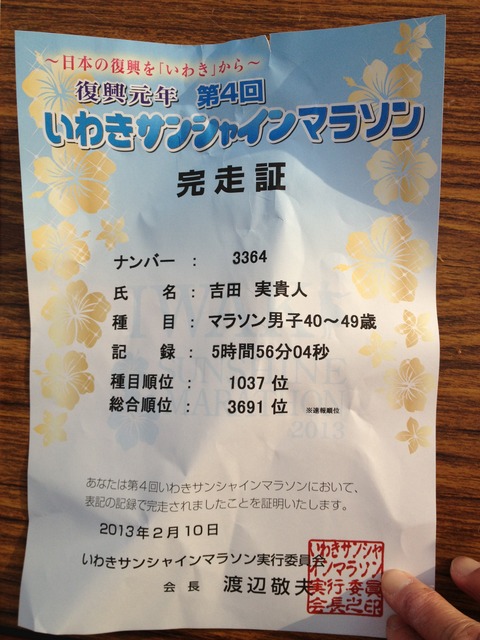 ～日本の復興を「いわき」から～
復興元年 第4回
いわきサンシャインマラソン
完走証
ナンバー : 3364
氏 名 : 吉田 実貴人
種 目 : マラソン男子40～49歳
記 録 : 5時間56分04秒
種目順位 : 1037 位
総合順位 : 3691 位 ※速報順位
IWAKI
SUNSHINE
MARATHON
2013
あなたは第4回いわきサンシャインマラソンにおいて、
表記の記録で完走されましたことを証明いたします。
2013年2月10日
いわきサンシャインマラソン実行委員会
会 長 渡辺敬夫
いわきサンシャ
インマラソン
実行委員
会長之印